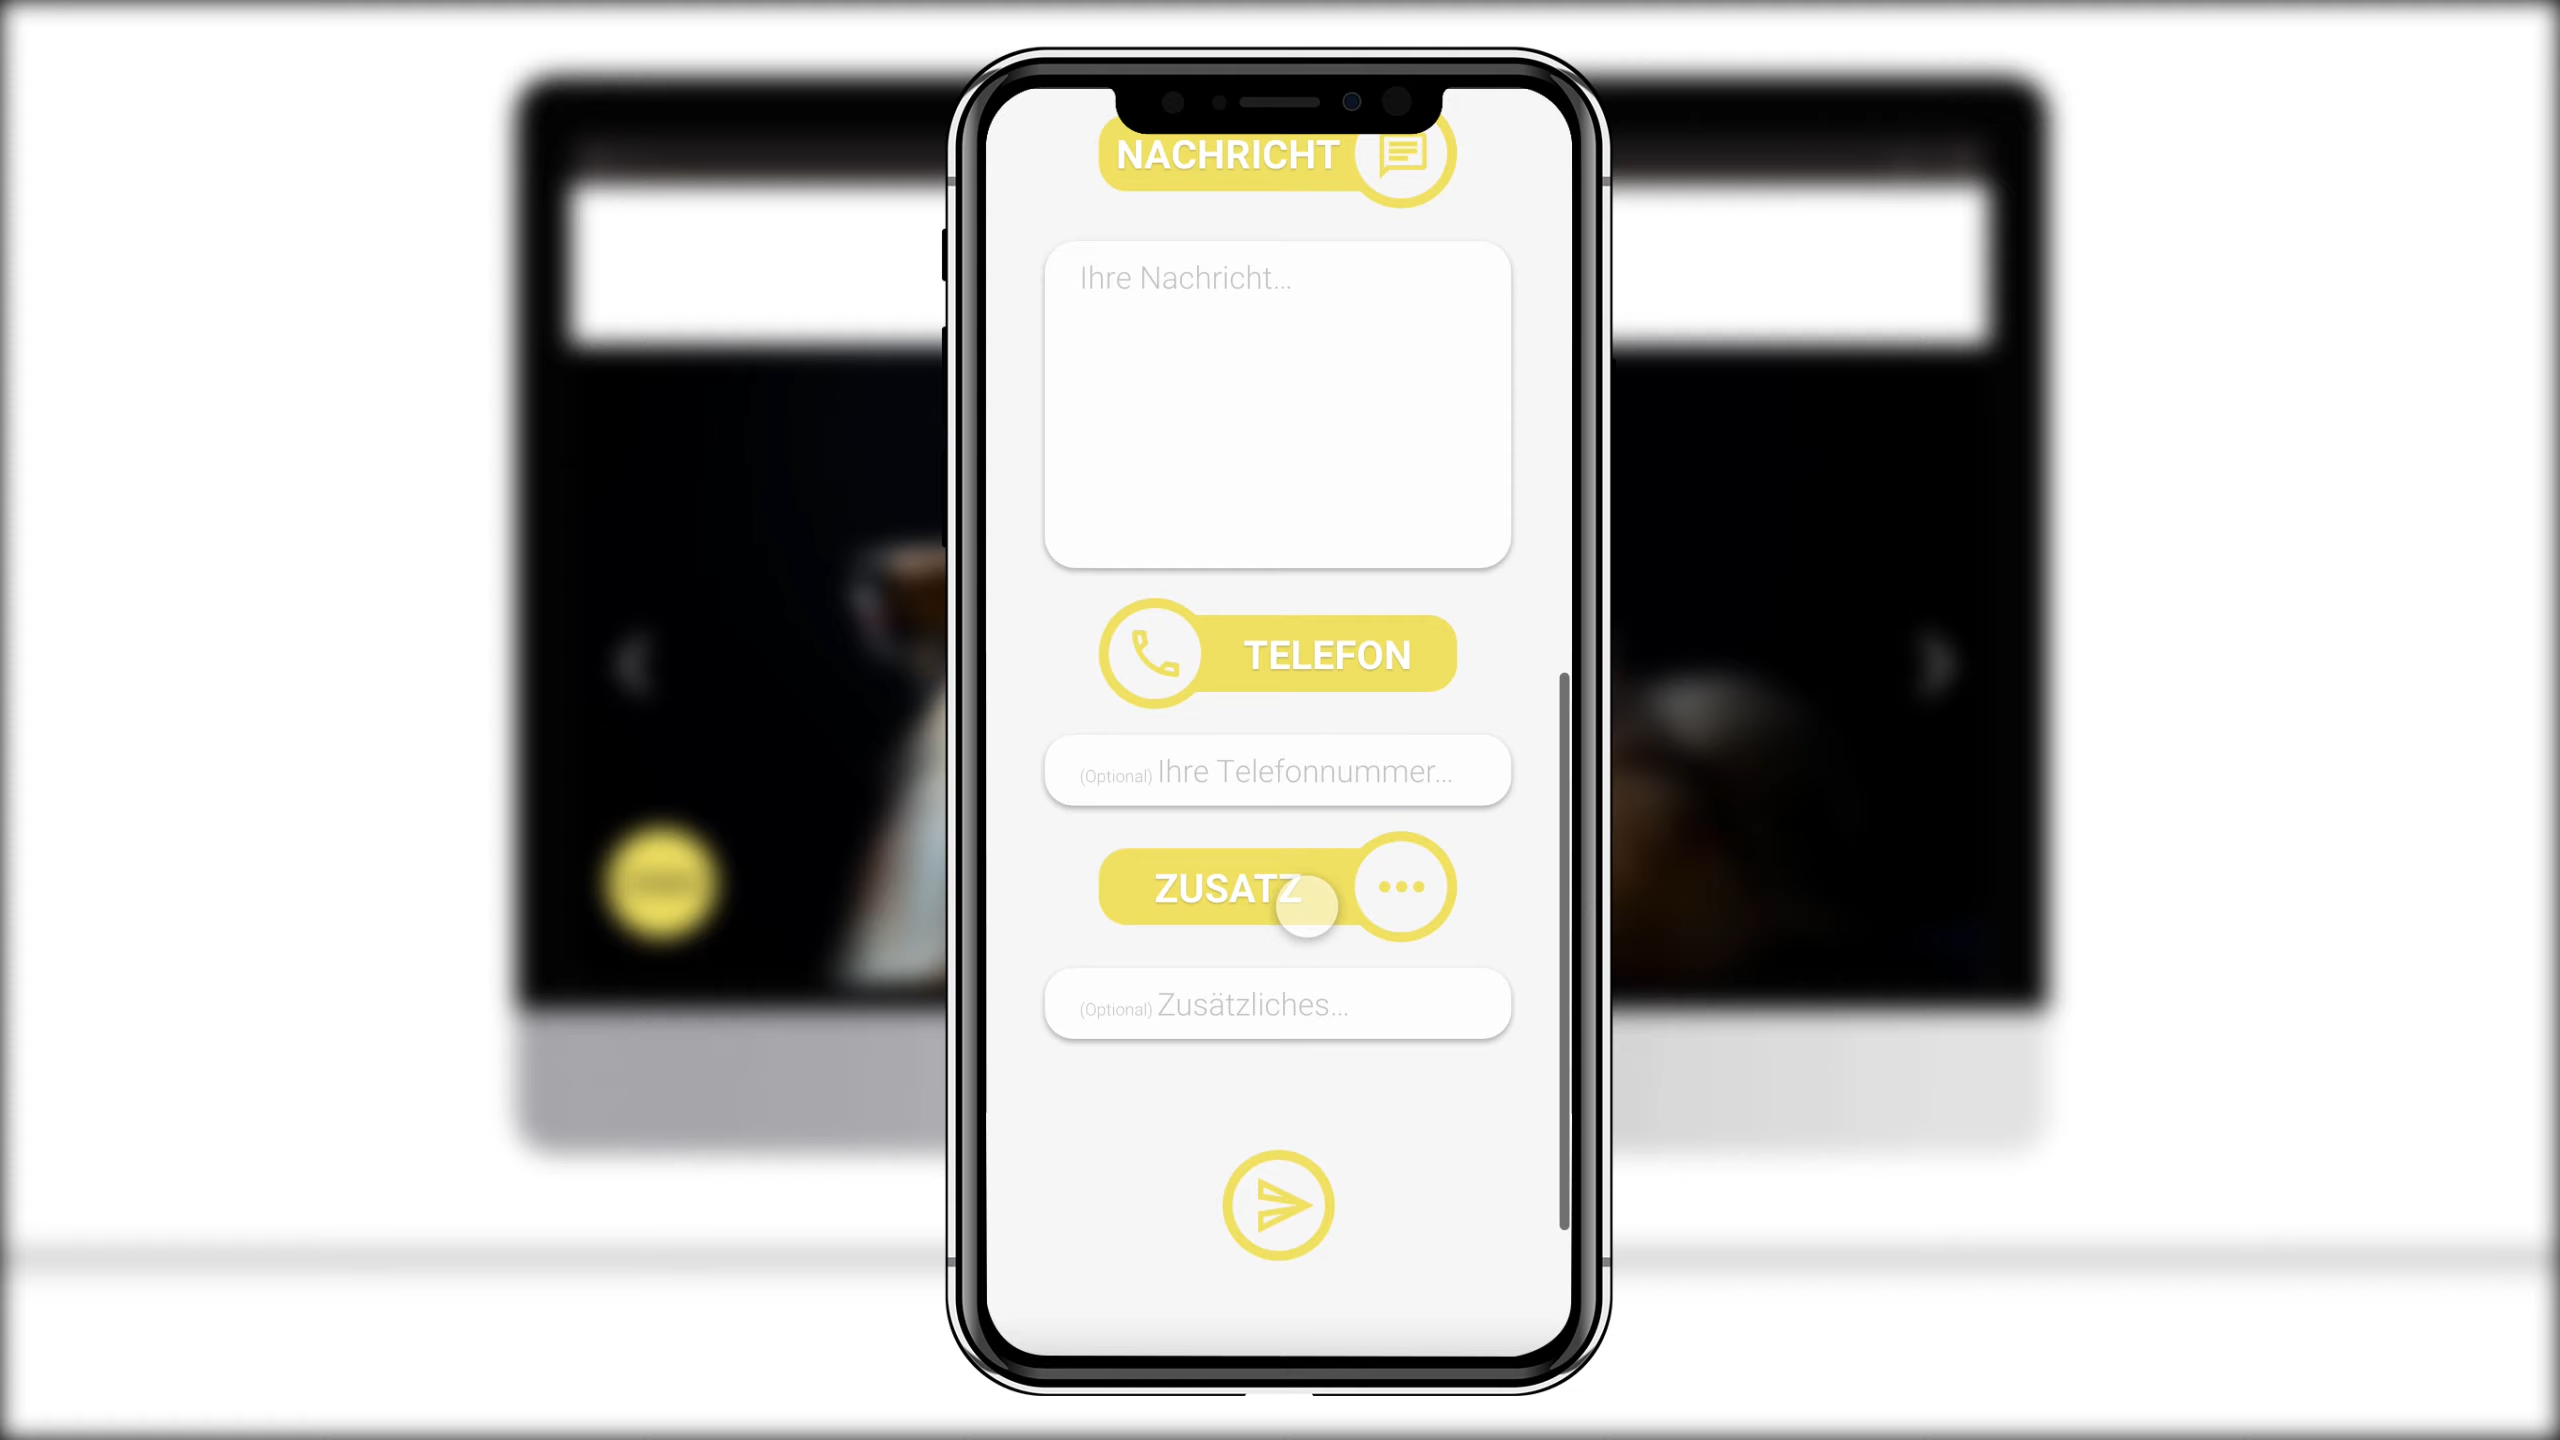 NACHRICHT
Ihre Nachricht...
TELEFON
(Optional) Ihre Telefonnummer...
ZUSATZ
(Optional) Zusätzliches...